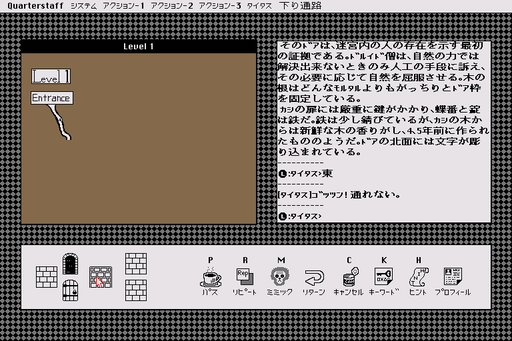 Quarterstaff システム アクション-1 アクション-2 アクション-3 タイタス 下り通路
Level 1
Level 1
Entrance
そのﾄﾞｱは、迷宮内の人の存在を示す最初
の証拠である。ﾄﾞﾙｲﾄﾞ僧は、自然の力では
解決出来ないときのみ人工の手段に訴え、
その必要に応じて自然を屈服させる。木の
根はどんなﾓﾙﾀﾙよりもがっちりとﾄﾞｱ枠
を固定している。
ｶｼの扉には厳重に鍵がかかり、蝶番と錠
は鉄だ。鉄は少し錆びているが、ｶｼの木か
らは新鮮な木の香りがし、4、5年前に作られ
たもののようだ。ﾄﾞｱの北面には文字が彫
り込まれている。
----------
L:タイタス>東
----------
[タイタス]ｺﾞﾂﾝ! 通れない。
----------
L:タイタス>
P R M C K H
Rep OXO
パス リピート ミミック リターン キャンセル キーワード ヒント プロフィール